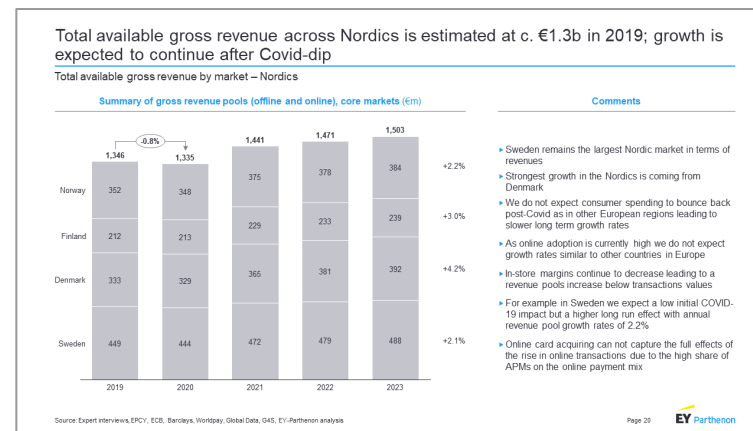 Total available gross revenue across Nordics is estimated at c. €1.3b in 2019; growth is
expected to continue after Covid-dip
Total available gross revenue by market – Nordics
Summary of gross revenue pools (offline and online), core markets (€m)
-0.8%
1,346
1,335
1,441
1,471
1,503
Norway
352
348
375
378
384
+2.2%
Finland
212
213
229
233
239
+3.0%
Denmark
333
329
365
381
392
+4.2%
Sweden
449
444
472
479
488
+2.1%
2019
2020
2021
2022
2023
Comments
Sweden remains the largest Nordic market in terms of
revenues
Strongest growth in the Nordics is coming from
Denmark
We do not expect consumer spending to bounce back
post-Covid as in other European regions leading to
slower long term growth rates
As online adoption is currently high we do not expect
growth rates similar to other countries in Europe
In-store margins continue to decrease leading to a
revenue pools increase below transactions values
For example in Sweden we expect a low initial COVID-
19 impact but a higher long run effect with annual
revenue pool growth rates of 2.2%
Online card acquiring can not capture the full effects of
the rise in online transactions due to the high share of
APMs on the online payment mix
Source: Expert interviews, EPCY, ECB, Barclays, Worldpay, Global Data, G4S, EY-Parthenon analysis
Page 20
EY Parthenon